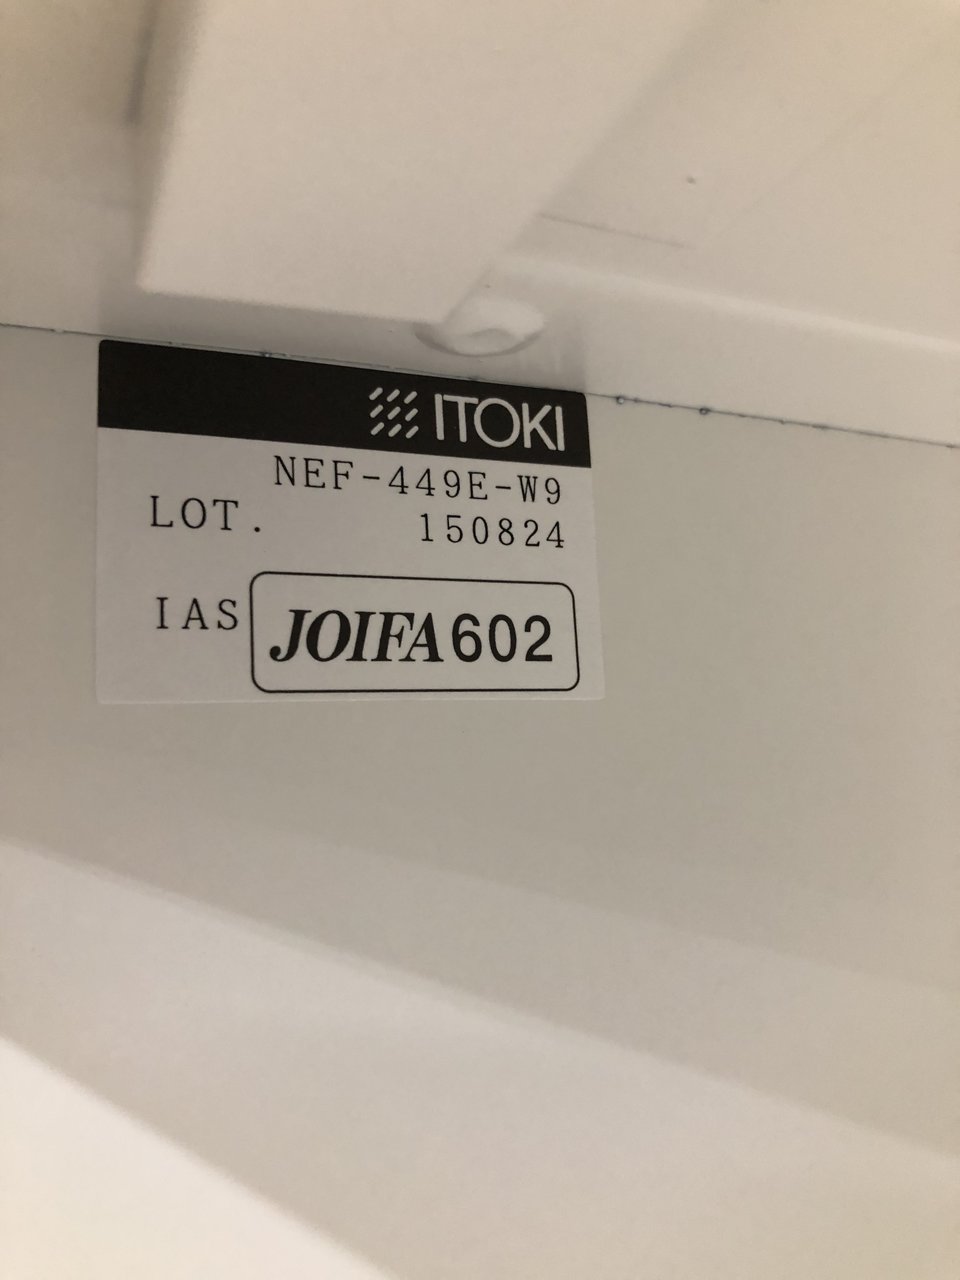 ITOKI
NEF-449E-W9
LOT. 150824
IAS JOIFA602